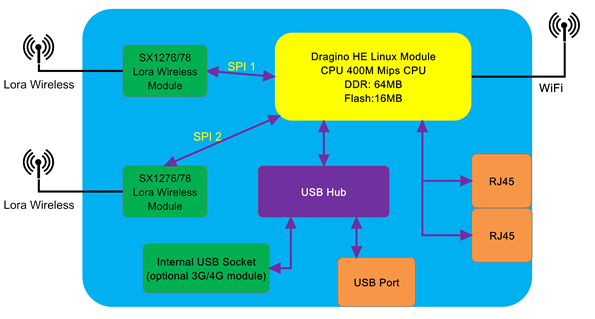 SX1276/78
Lora Wireless
Module
Lora Wireless
SPI 1
Dragino HE Linux Module
CPU 400M Mips CPU
DDR: 64MB
Flash:16MB
WiFi
SPI 2
SX1276/78
Lora Wireless
Module
Lora Wireless
USB Hub
RJ45
RJ45
Internal USB Socket
(optional 3G/4G module)
USB Port